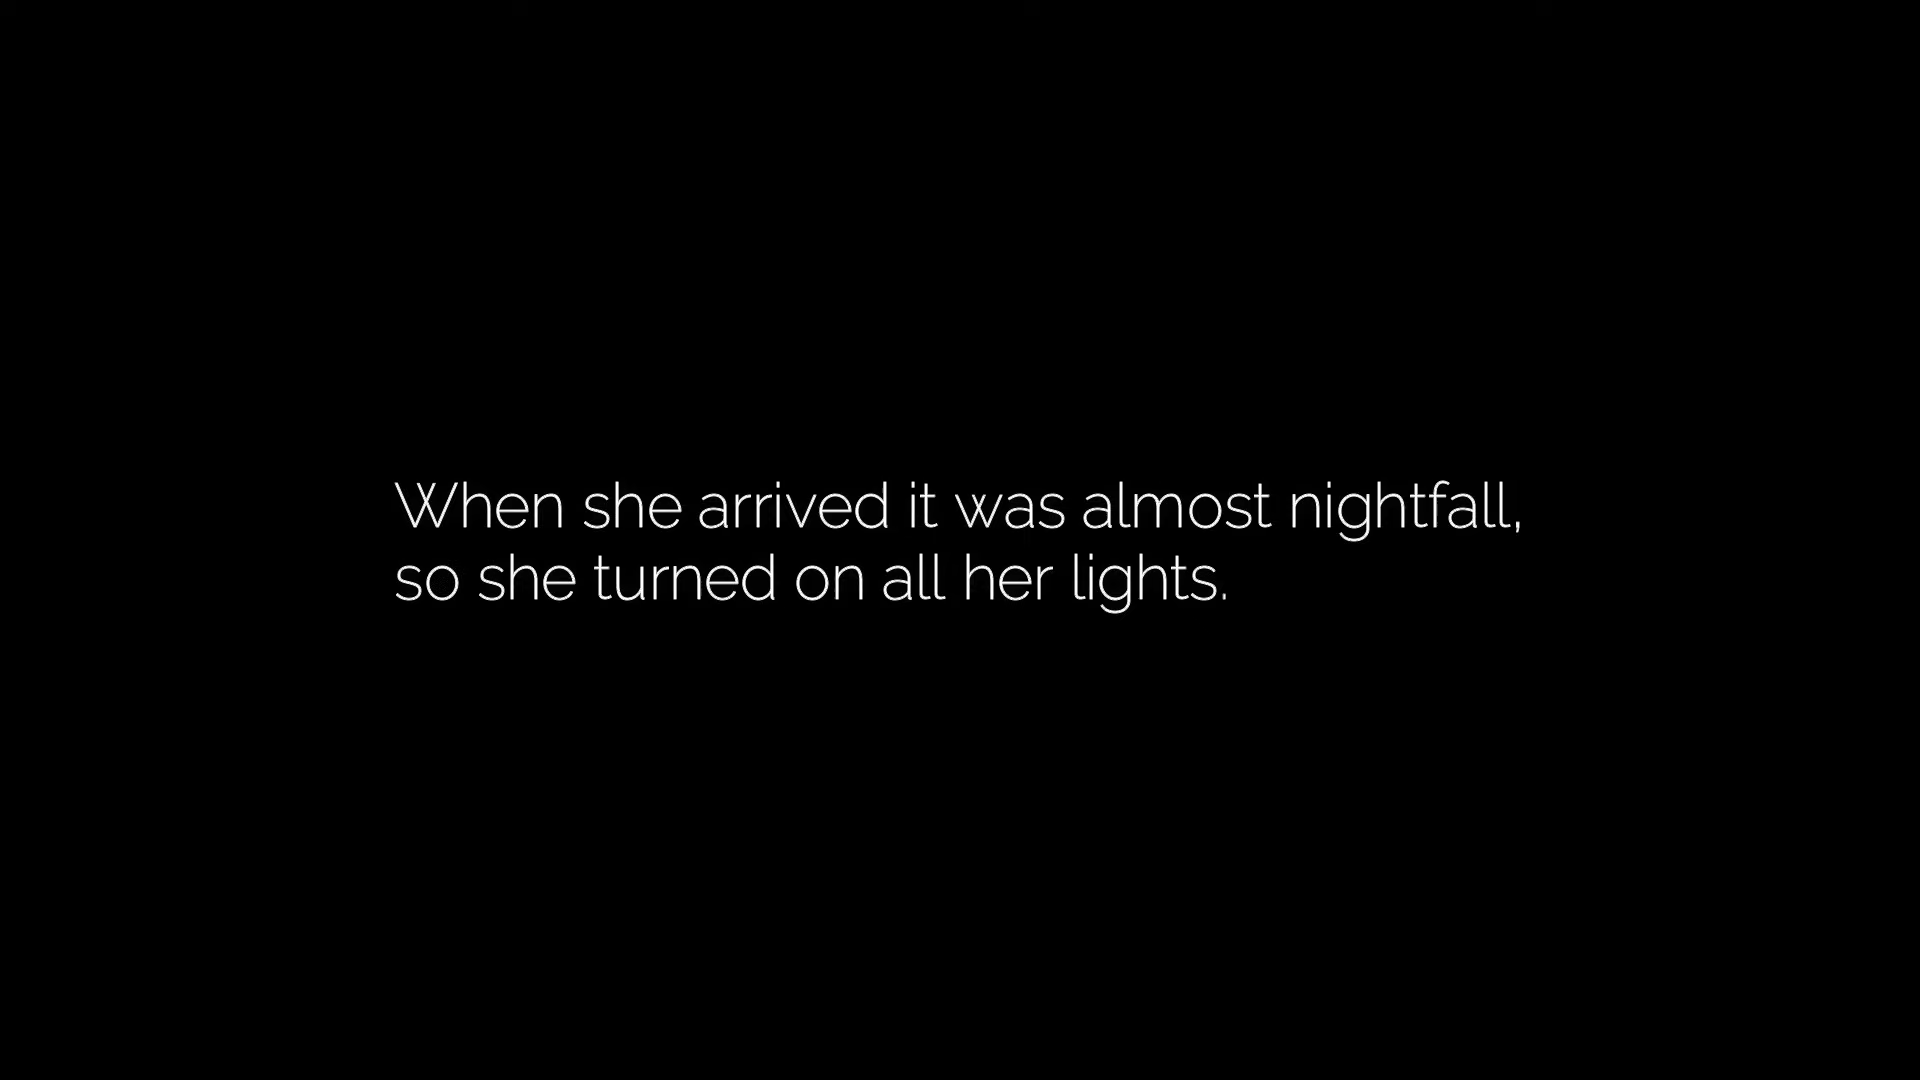 When she arrived it was almost nightfall,
so she turned on all her lights.